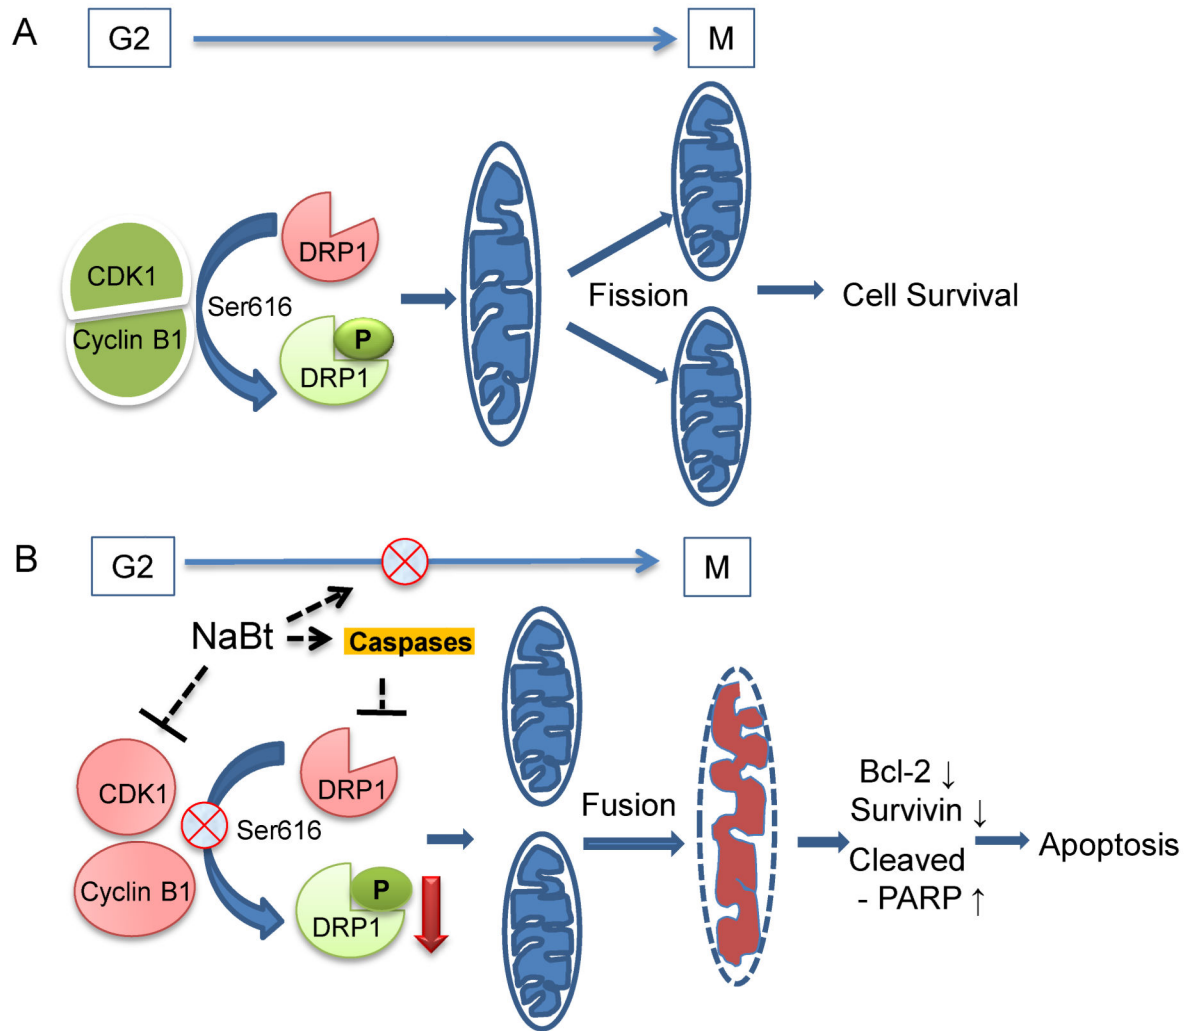 A
G2
M
CDK1
Cyclin B1
Ser616
DRP1
P
DRP1
Fission
Cell Survival
B
G2
M
NaBt
Caspases
CDK1
Cyclin B1
Ser616
DRP1
P
DRP1
Fusion
Bcl-2 ↓
Survivin ↓
Cleaved
- PARP ↑
Apoptosis